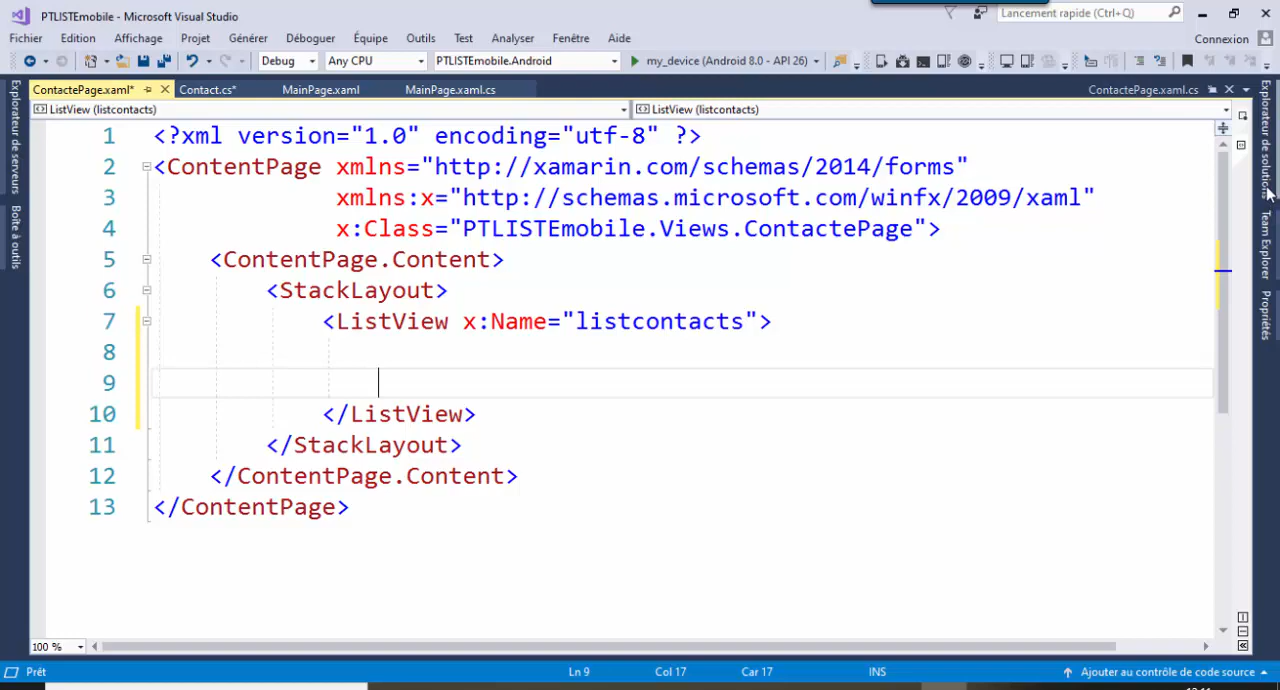 PTLISTEmobile - Microsoft Visual Studio
Lancement rapide (Ctrl+Q)
Fichier Edition Affichage Projet Générer Déboguer Équipe Outils Test Analyser Fenêtre Aide
Connexion
Debug Any CPU PTLISTEmobile.Android my_device (Android 8.0 - API 26)
ContactePage.xaml* Contact.cs* MainPage.xaml MainPage.xaml.cs ContactePage.xaml.cs
ListView (listcontacts) ListView (listcontacts)
Explorateur de serveurs
Boîte à outils
1 <?xml version="1.0" encoding="utf-8" ?>
2 <ContentPage xmlns="http://xamarin.com/schemas/2014/forms"
3 xmlns:x="http://schemas.microsoft.com/winfx/2009/xaml"
4 x:Class="PTLISTEmobile.Views.ContactePage">
5 <ContentPage.Content>
6 <StackLayout>
7 <ListView x:Name="listcontacts">
8
9
10 </ListView>
11 </StackLayout>
12 </ContentPage.Content>
13 </ContentPage>
Explorateur de solutions
Team Explorer
Propriétés
100 %
Prêt Ln 9 Col 17 Car 17 INS Ajouter au contrôle de code source